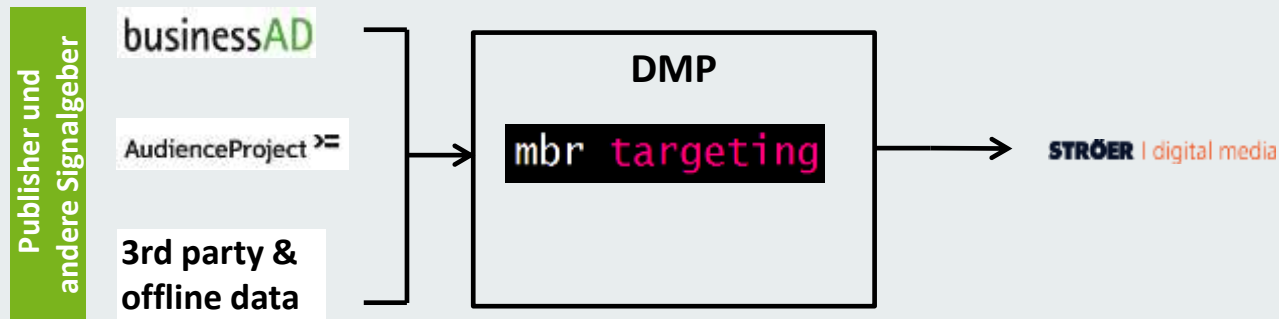 Publisher und
andere Signalgeber
businessAD
AudienceProject
3rd party &
offline data
DMP
mbr targeting
STRÖER | digital media